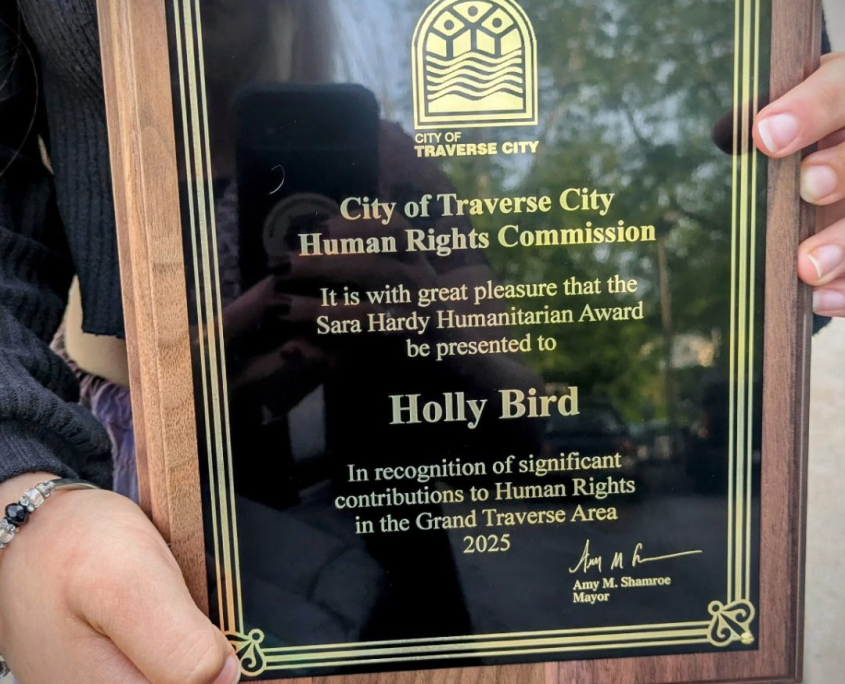 CITY OF
TRAVERSE CITY
City of Traverse City
Human Rights Commission
It is with great pleasure that the
Sara Hardy Humanitarian Award
be presented to
Holly Bird
In recognition of significant
contributions to Human Rights
in the Grand Traverse Area
2025
Amy M. Shamroe
Mayor